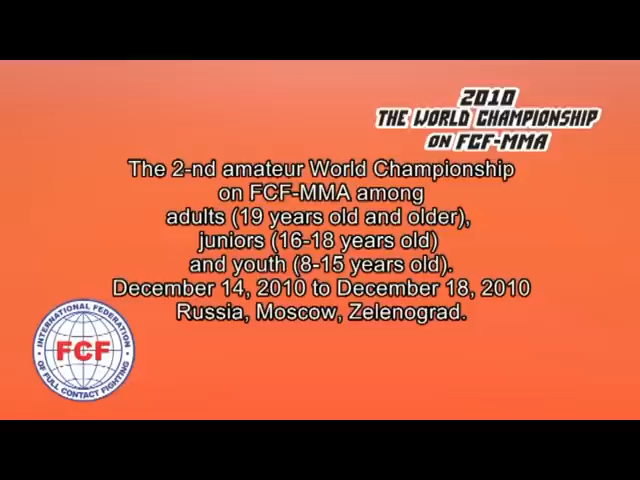 2010
THE WORLD CHAMPIONSHIP
ON FCF-MMA
The 2-nd amateur World Championship
on FCF-MMA among
adults (19 years old and older),
juniors (16-18 years old)
and youth (8-15 years old).
December 14, 2010 to December 18, 2010
Russia, Moscow, Zelenograd.
INTERNATIONAL FEDERATION
FCF
OF FULL CONTACT FIGHTING